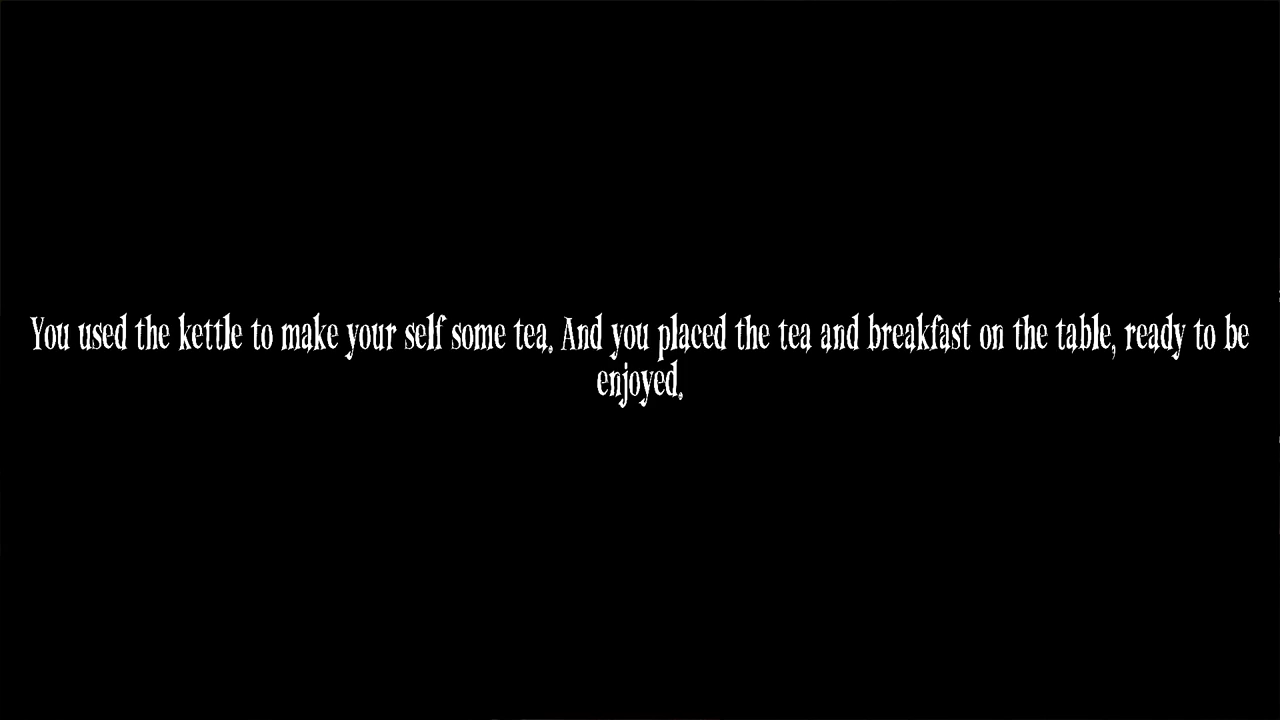 You used the kettle to make your self some tea. And you placed the tea and breakfast on the table, ready to be
enjoyed.